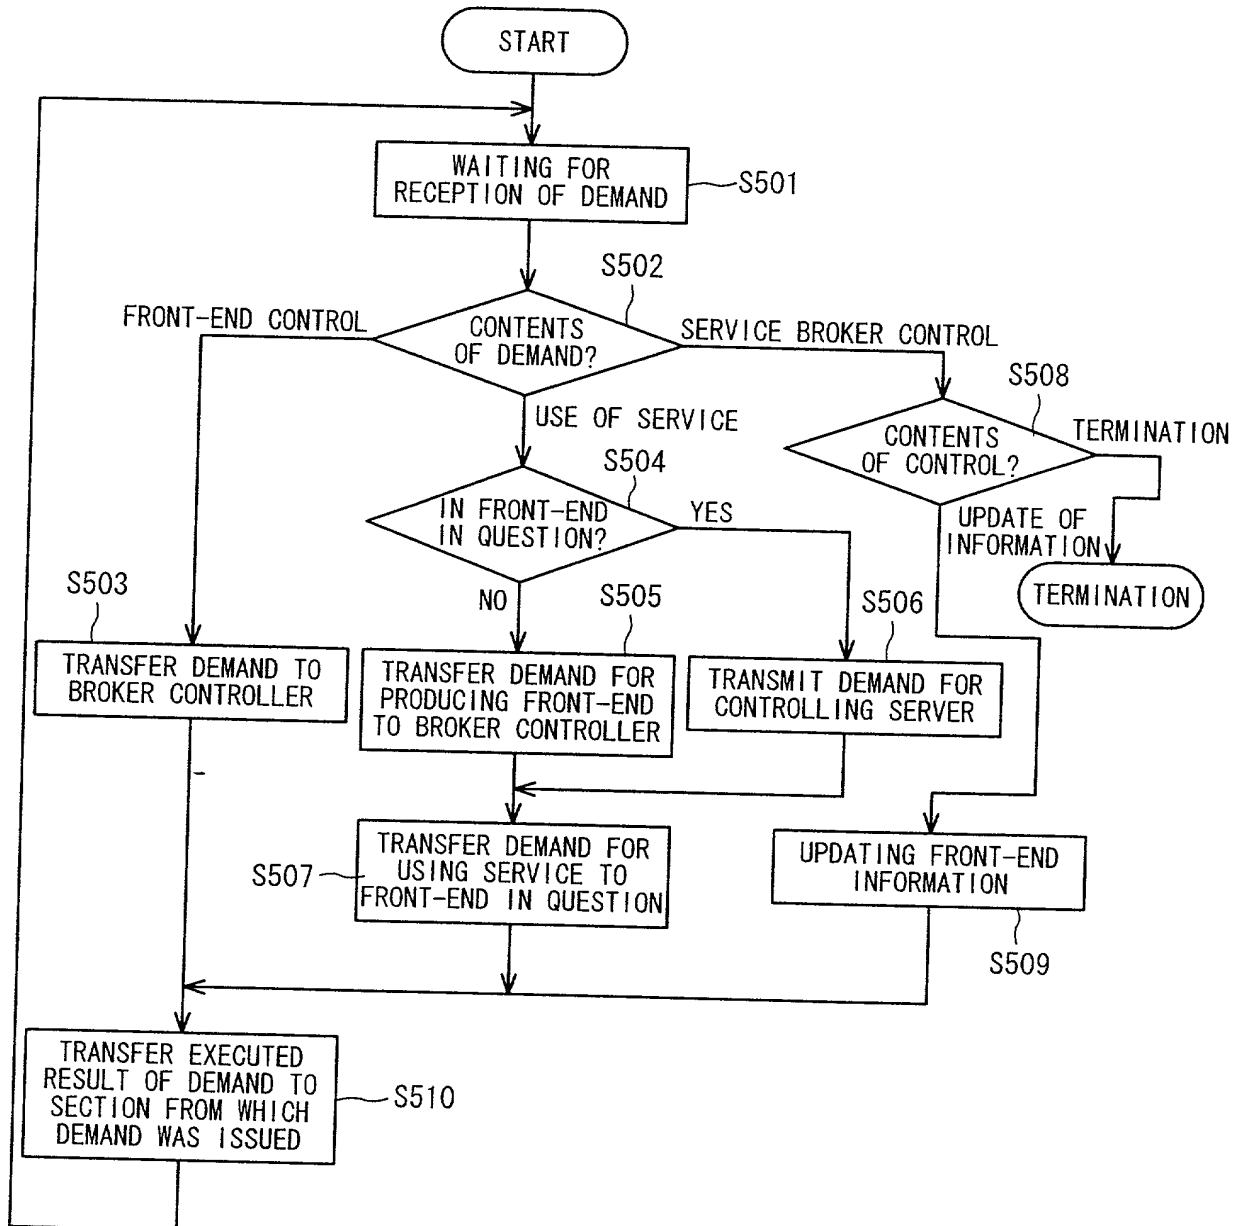 START
WAITING FOR
RECEPTION OF DEMAND
S501
S502
FRONT-END CONTROL
CONTENTS
OF DEMAND?
SERVICE BROKER CONTROL
S508
USE OF SERVICE
CONTENTS
OF CONTROL?
TERMINATION
S504
IN FRONT-END
IN QUESTION?
YES
UPDATE OF
INFORMATION
TERMINATION
S503
NO
S505
S506
TRANSFER DEMAND TO
BROKER CONTROLLER
TRANSFER DEMAND FOR
PRODUCING FRONT-END
TO BROKER CONTROLLER
TRANSMIT DEMAND FOR
CONTROLLING SERVER
S507
TRANSFER DEMAND FOR
USING SERVICE TO
FRONT-END IN QUESTION
UPDATING FRONT-END
INFORMATION
S509
TRANSFER EXECUTED
RESULT OF DEMAND TO
SECTION FROM WHICH
DEMAND WAS ISSUED
S510